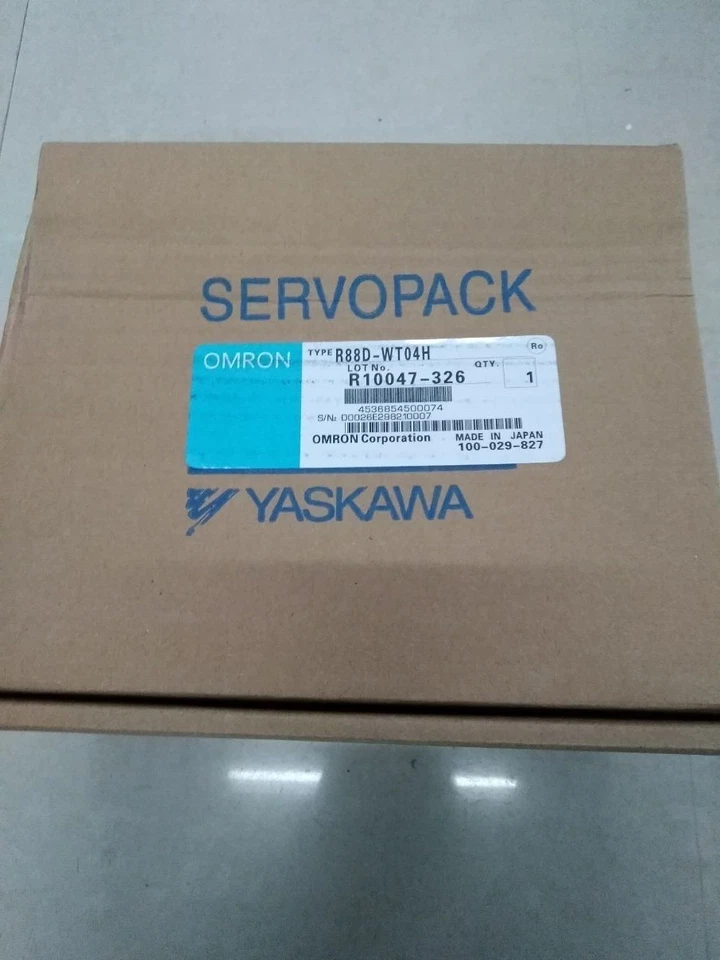 SERVOPACK
OMRON
TYPE R88D-WT04H
Ro
LOT No.
R10047-326
QTY.
1
4536854500074
S/N: D0026E298210007
OMRON Corporation
MADE IN JAPAN
100-029-827
YASKAWA